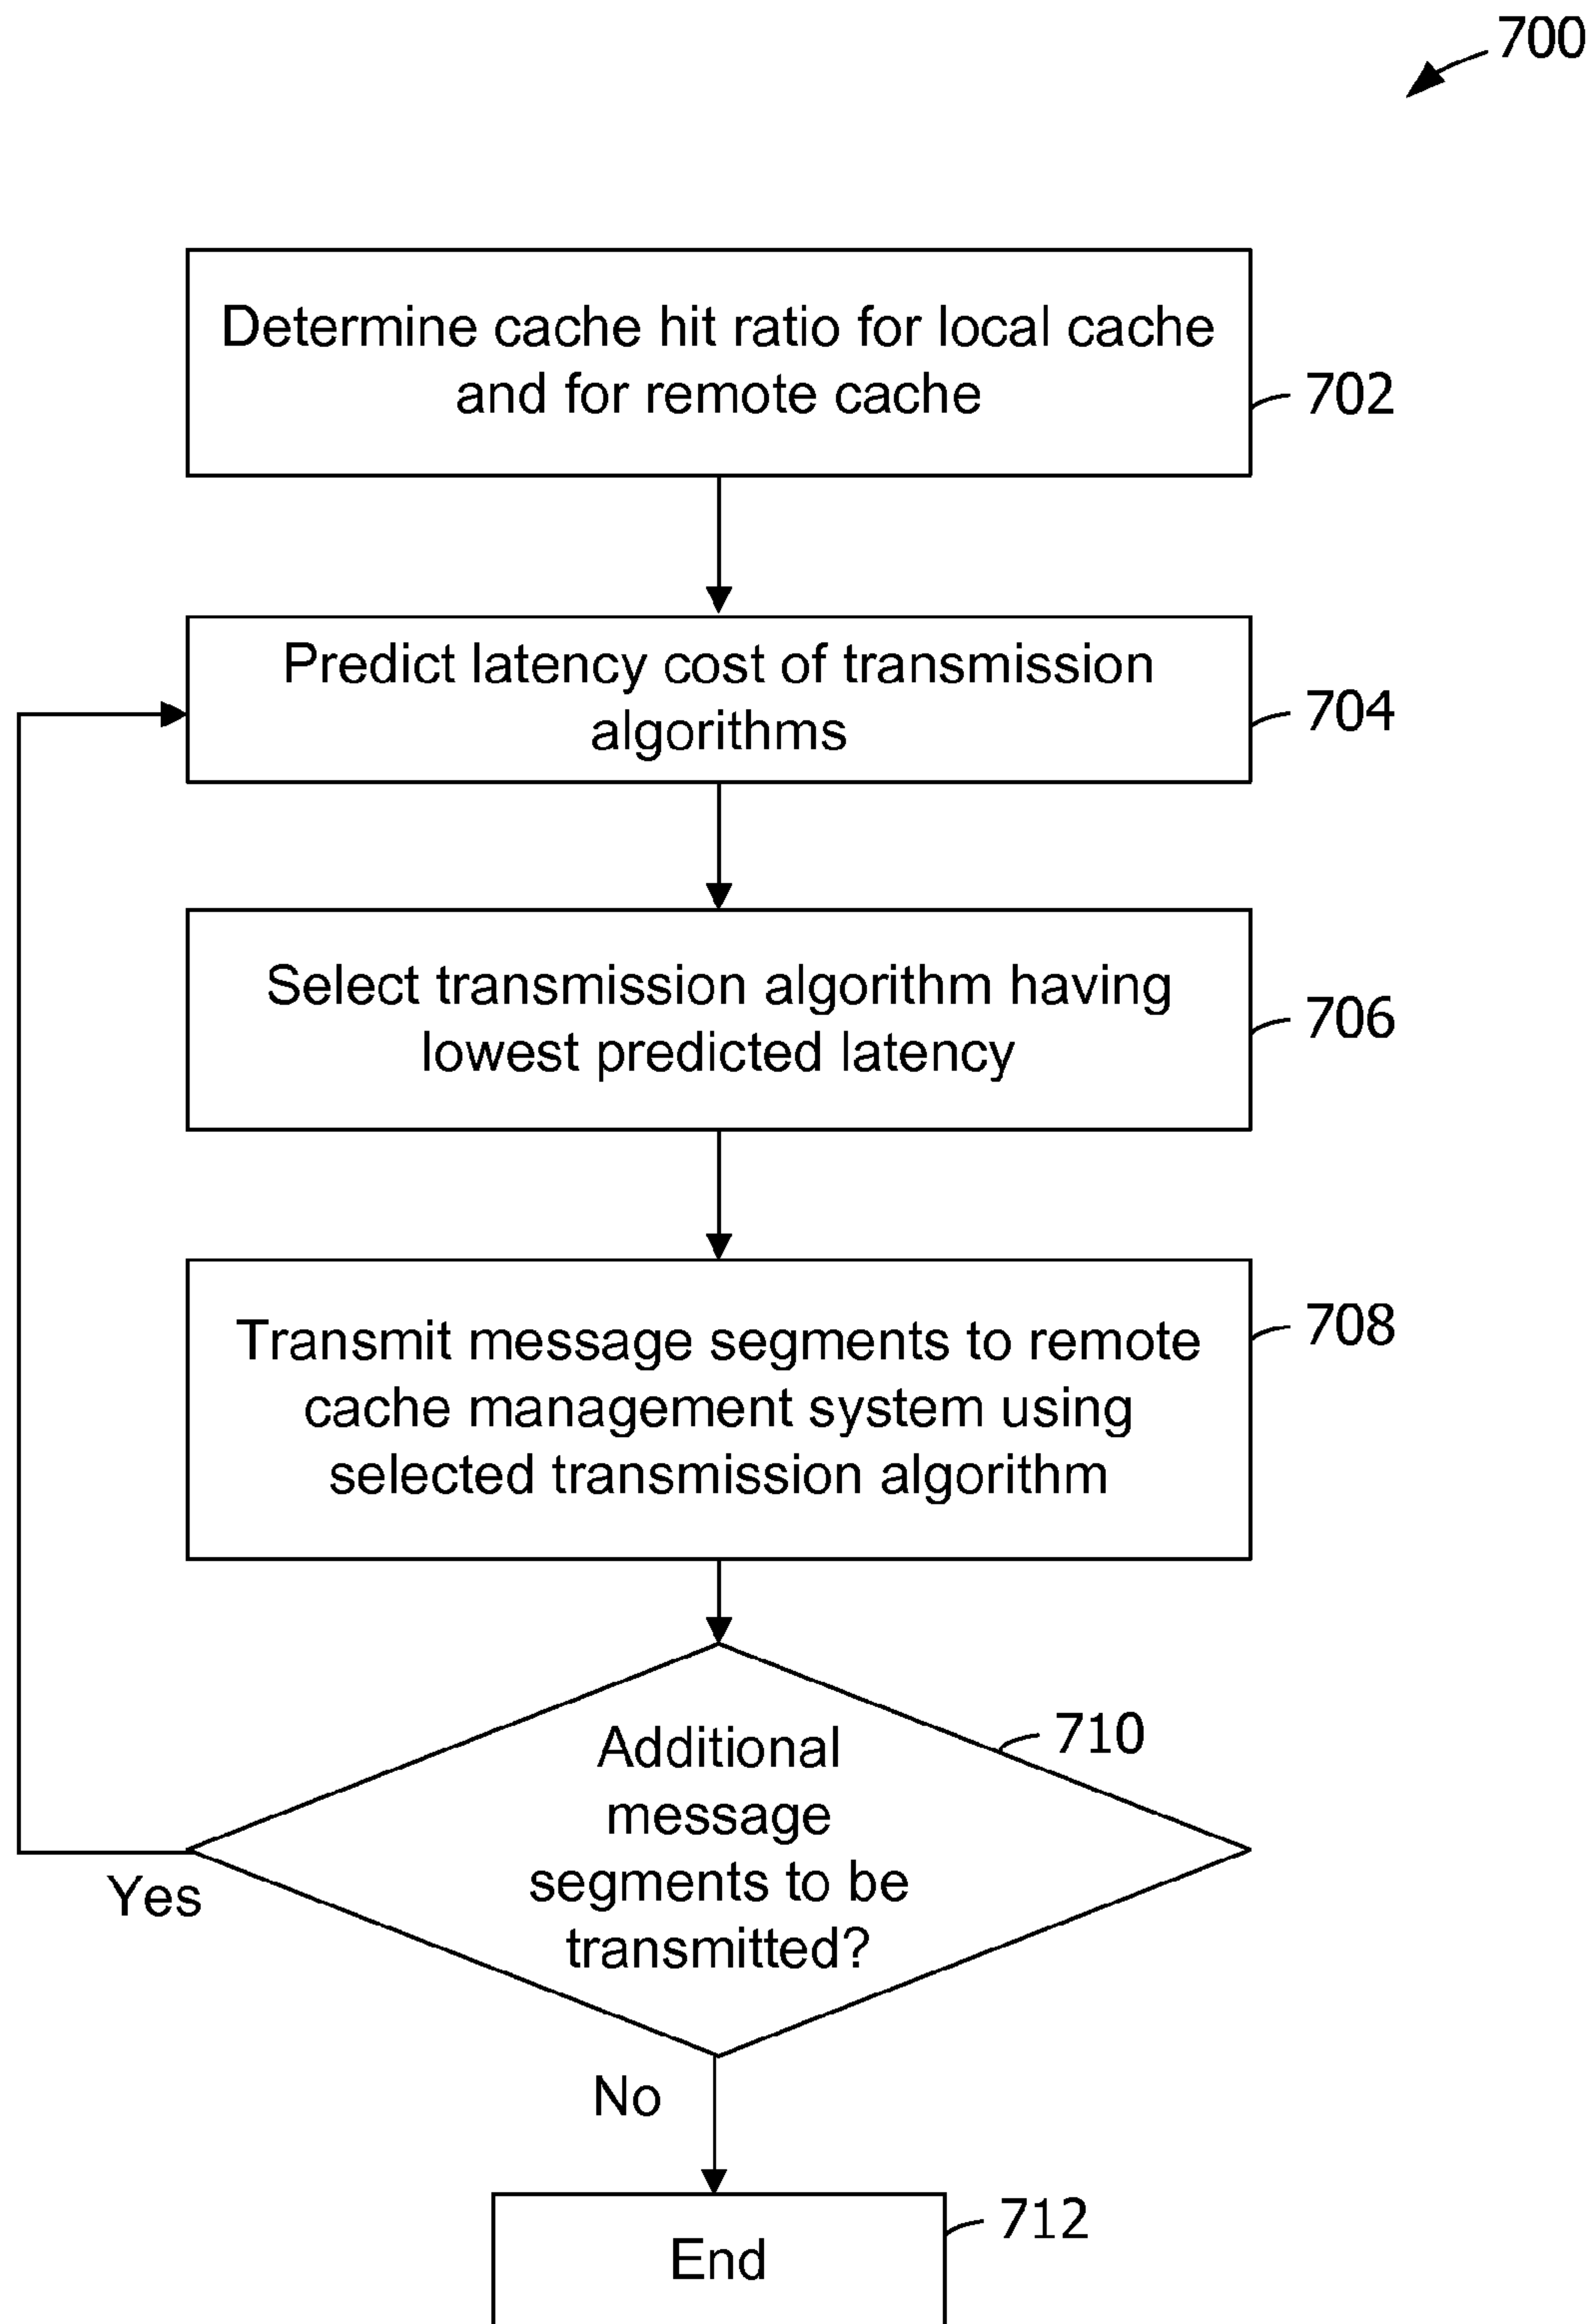 700
Determine cache hit ratio for local cache
and for remote cache
702
Predict latency cost of transmission
algorithms
704
Select transmission algorithm having
lowest predicted latency
706
Transmit message segments to remote
cache management system using
selected transmission algorithm
708
Additional
message
segments to be
transmitted?
710
Yes
No
End
712